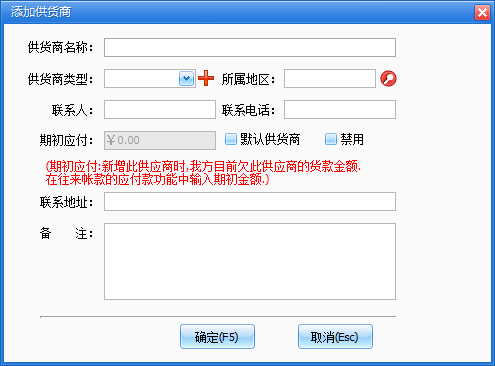 添加供货商
供货商名称：
供货商类型： 所属地区：
联系人： 联系电话：
期初应付： ￥0.00 默认供货商 禁用
(期初应付:新增此供应商时,我方目前欠此供应商的货款金额.
在往来帐款的应付款功能中输入期初金额.)
联系地址：
备　　注：
确定(F5) 取消(Esc)